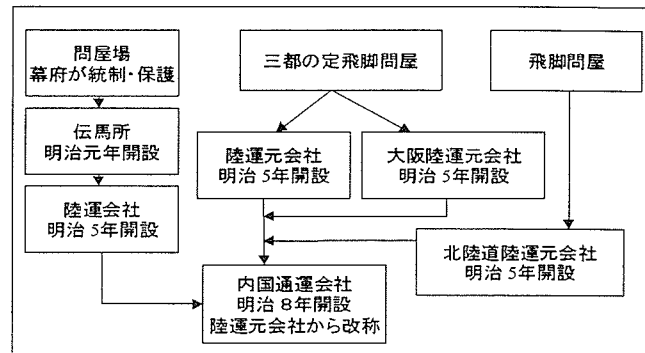 問屋場
幕府が統制・保護
三都の定飛脚問屋
飛脚問屋
伝馬所
明治元年開設
陸運元会社
明治5年開設
大阪陸運元会社
明治5年開設
陸運会社
明治5年開設
北陸道陸運元会社
明治5年開設
内国通運会社
明治8年開設
陸運元会社から改称